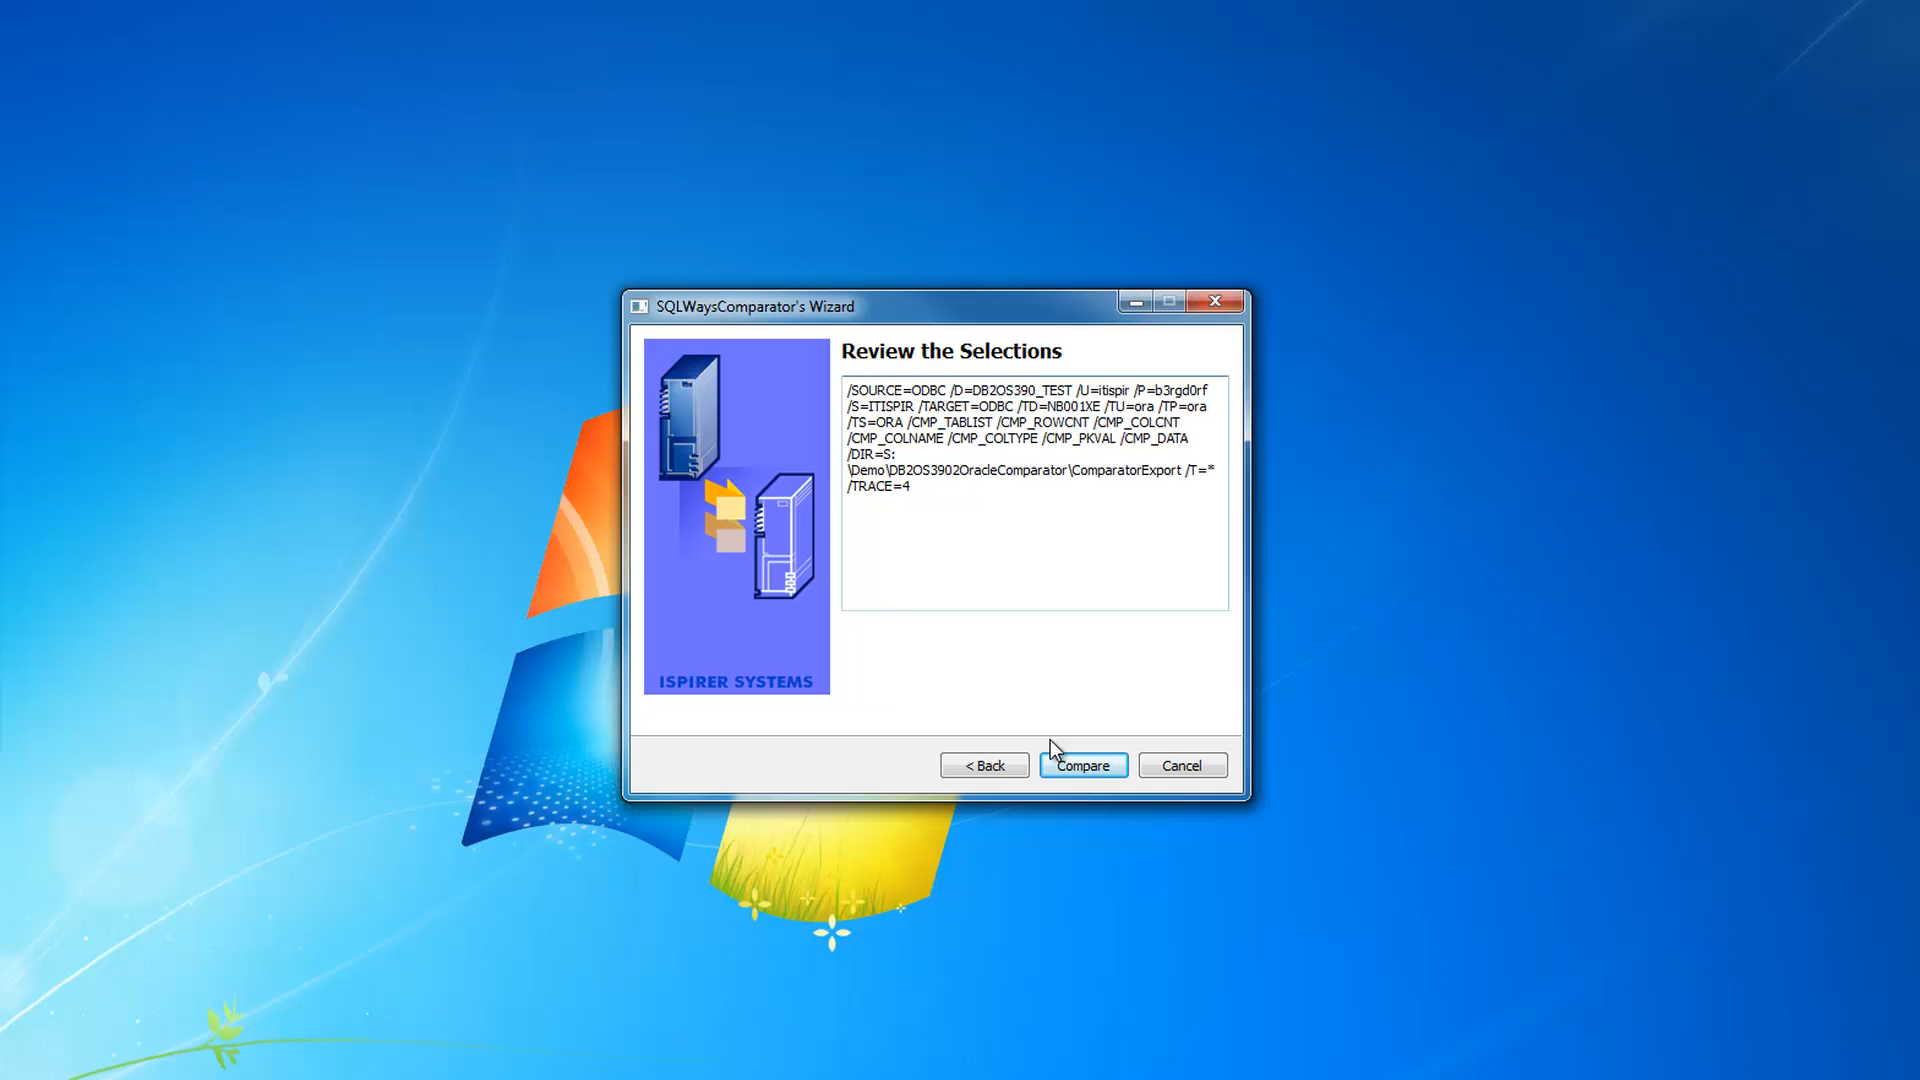 SQLWaysComparator's Wizard
Review the Selections
/SOURCE=ODBC /D=DB2OS390_TEST /U=itispir /P=b3rgd0rf
/S=ITISPIR /TARGET=ODBC /TD=NB001XE /TU=ora /TP=ora
/TS=ORA /CMP_TABLIST /CMP_ROWCNT /CMP_COLCNT
/CMP_COLNAME /CMP_COLTYPE /CMP_PKVAL /CMP_DATA
/DIR=S:
\Demo\DB2OS3902OracleComparator\ComparatorExport /T=*
/TRACE=4
ISPIRER SYSTEMS
< Back
Compare
Cancel